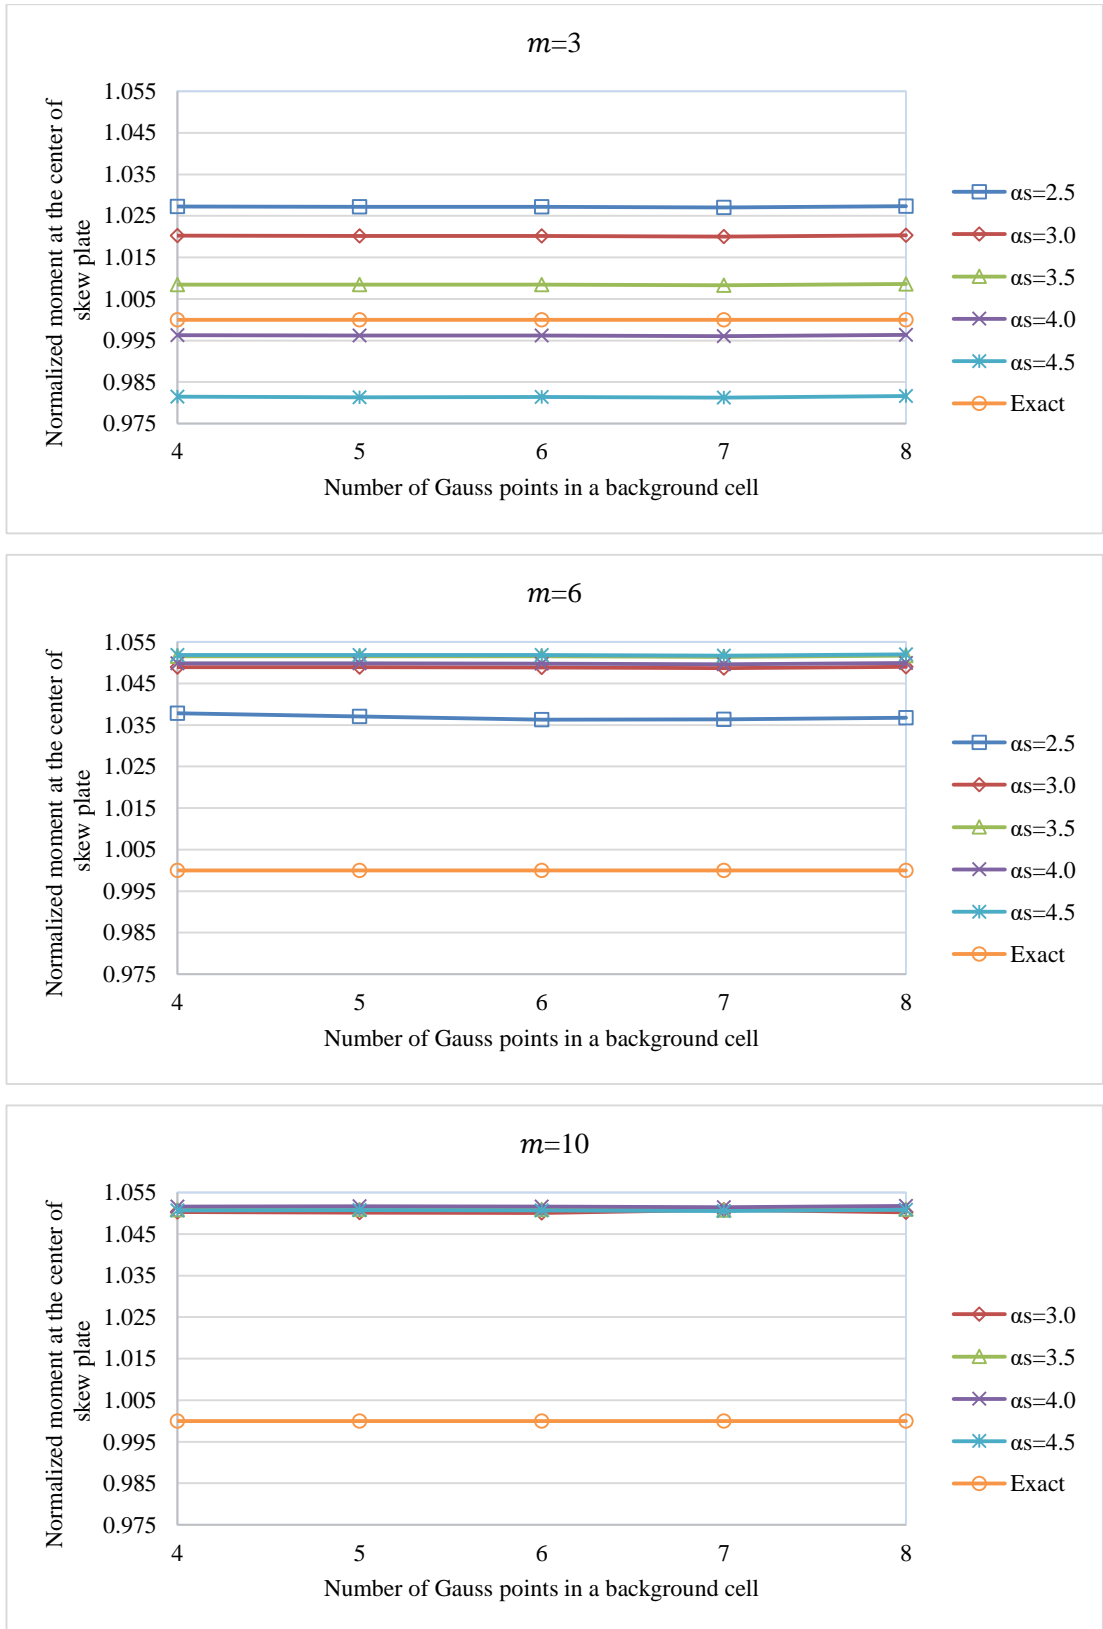 m=3
Normalized moment at the center of
skew plate
1.055
1.045
1.035
1.025
1.015
1.005
0.995
0.985
0.975
4 5 6 7 8
Number of Gauss points in a background cell
αs=2.5
αs=3.0
αs=3.5
αs=4.0
αs=4.5
Exact
m=6
Normalized moment at the center of
skew plate
1.055
1.045
1.035
1.025
1.015
1.005
0.995
0.985
0.975
4 5 6 7 8
Number of Gauss points in a background cell
αs=2.5
αs=3.0
αs=3.5
αs=4.0
αs=4.5
Exact
m=10
Normalized moment at the center of
skew plate
1.055
1.045
1.035
1.025
1.015
1.005
0.995
0.985
0.975
4 5 6 7 8
Number of Gauss points in a background cell
αs=3.0
αs=3.5
αs=4.0
αs=4.5
Exact